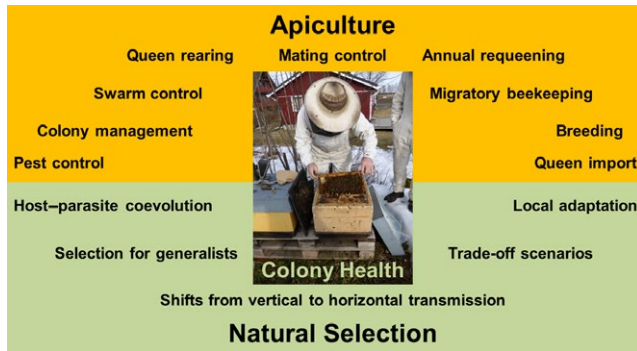 Apiculture
Queen rearing
Mating control
Annual requeening
Swarm control
Migratory beekeeping
Colony management
Breeding
Pest control
Queen import
Host–parasite coevolution
Local adaptation
Selection for generalists
Trade-off scenarios
Colony Health
Shifts from vertical to horizontal transmission
Natural Selection